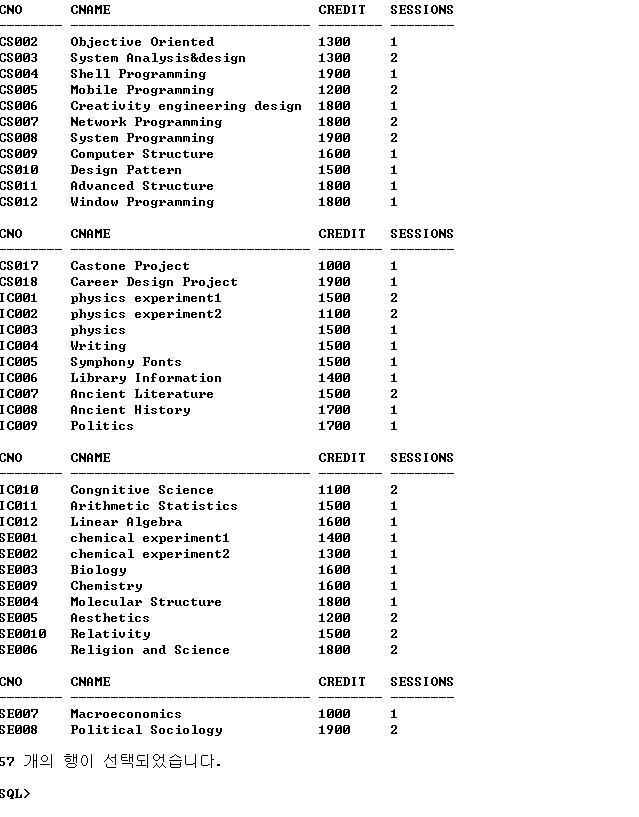 CNO CNAME CREDIT SESSIONS
-------- ------------------------------ -------- --------
CS002 Objective Oriented 1300 1
CS003 System Analysis&design 1300 2
CS004 Shell Programming 1900 1
CS005 Mobile Programming 1200 2
CS006 Creativity engineering design 1800 1
CS007 Network Programming 1800 2
CS008 System Programming 1900 2
CS009 Computer Structure 1600 1
CS010 Design Pattern 1500 1
CS011 Advanced Structure 1800 1
CS012 Window Programming 1800 1
CNO CNAME CREDIT SESSIONS
-------- ------------------------------ -------- --------
CS017 Castone Project 1000 1
CS018 Career Design Project 1900 1
IC001 physics experiment1 1500 2
IC002 physics experiment2 1100 2
IC003 physics 1500 1
IC004 Writing 1500 1
IC005 Symphony Fonts 1500 1
IC006 Library Information 1400 1
IC007 Ancient Literature 1500 2
IC008 Ancient History 1700 1
IC009 Politics 1700 1
CNO CNAME CREDIT SESSIONS
-------- ------------------------------ -------- --------
IC010 Congnitive Science 1100 2
IC011 Arithmetic Statistics 1500 1
IC012 Linear Algebra 1600 1
SE001 chemical experiment1 1400 1
SE002 chemical experiment2 1300 1
SE003 Biology 1600 1
SE009 Chemistry 1600 1
SE004 Molecular Structure 1800 1
SE005 Aesthetics 1200 2
SE0010 Relativity 1500 2
SE006 Religion and Science 1800 2
CNO CNAME CREDIT SESSIONS
-------- ------------------------------ -------- --------
SE007 Macroeconomics 1000 1
SE008 Political Sociology 1900 2
57 개의 행이 선택되었습니다.
SQL>